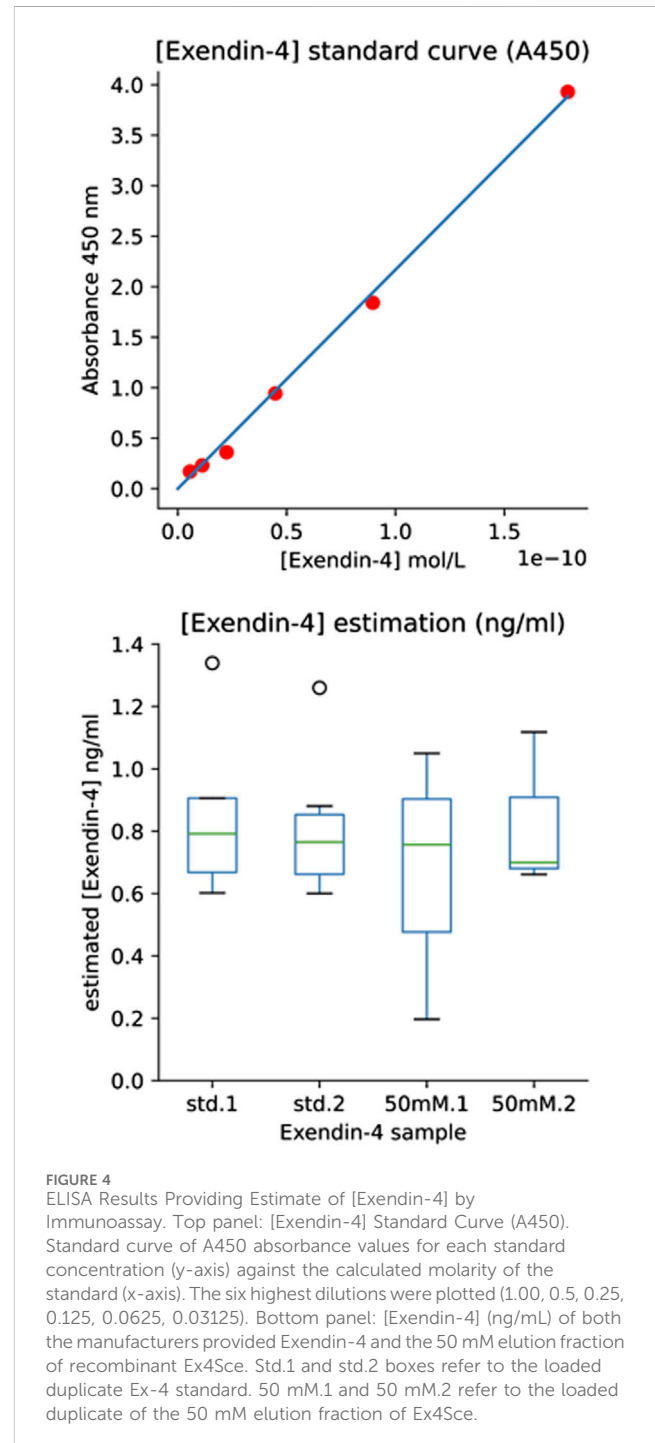 [Exendin-4] standard curve (A450)
4.0
3.5
3.0
2.5
2.0
1.5
1.0
0.5
0.0
Absorbance 450 nm
0.0 0.5 1.0 1.5
1e−10
[Exendin-4] mol/L
[Exendin-4] estimation (ng/ml)
1.4
1.2
1.0
0.8
0.6
0.4
0.2
0.0
estimated [Exendin-4] ng/ml
std.1 std.2 50mM.1 50mM.2
Exendin-4 sample
FIGURE 4
ELISA Results Providing Estimate of [Exendin-4] by
Immunoassay. Top panel: [Exendin-4] Standard Curve (A450).
Standard curve of A450 absorbance values for each standard
concentration (y-axis) against the calculated molarity of the
standard (x-axis). The six highest dilutions were plotted (1.00, 0.5, 0.25,
0.125, 0.0625, 0.03125). Bottom panel: [Exendin-4] (ng/mL) of both
the manufacturers provided Exendin-4 and the 50 mM elution fraction
of recombinant Ex4Sce. Std.1 and std.2 boxes refer to the loaded
duplicate Ex-4 standard. 50 mM.1 and 50 mM.2 refer to the loaded
duplicate of the 50 mM elution fraction of Ex4Sce.